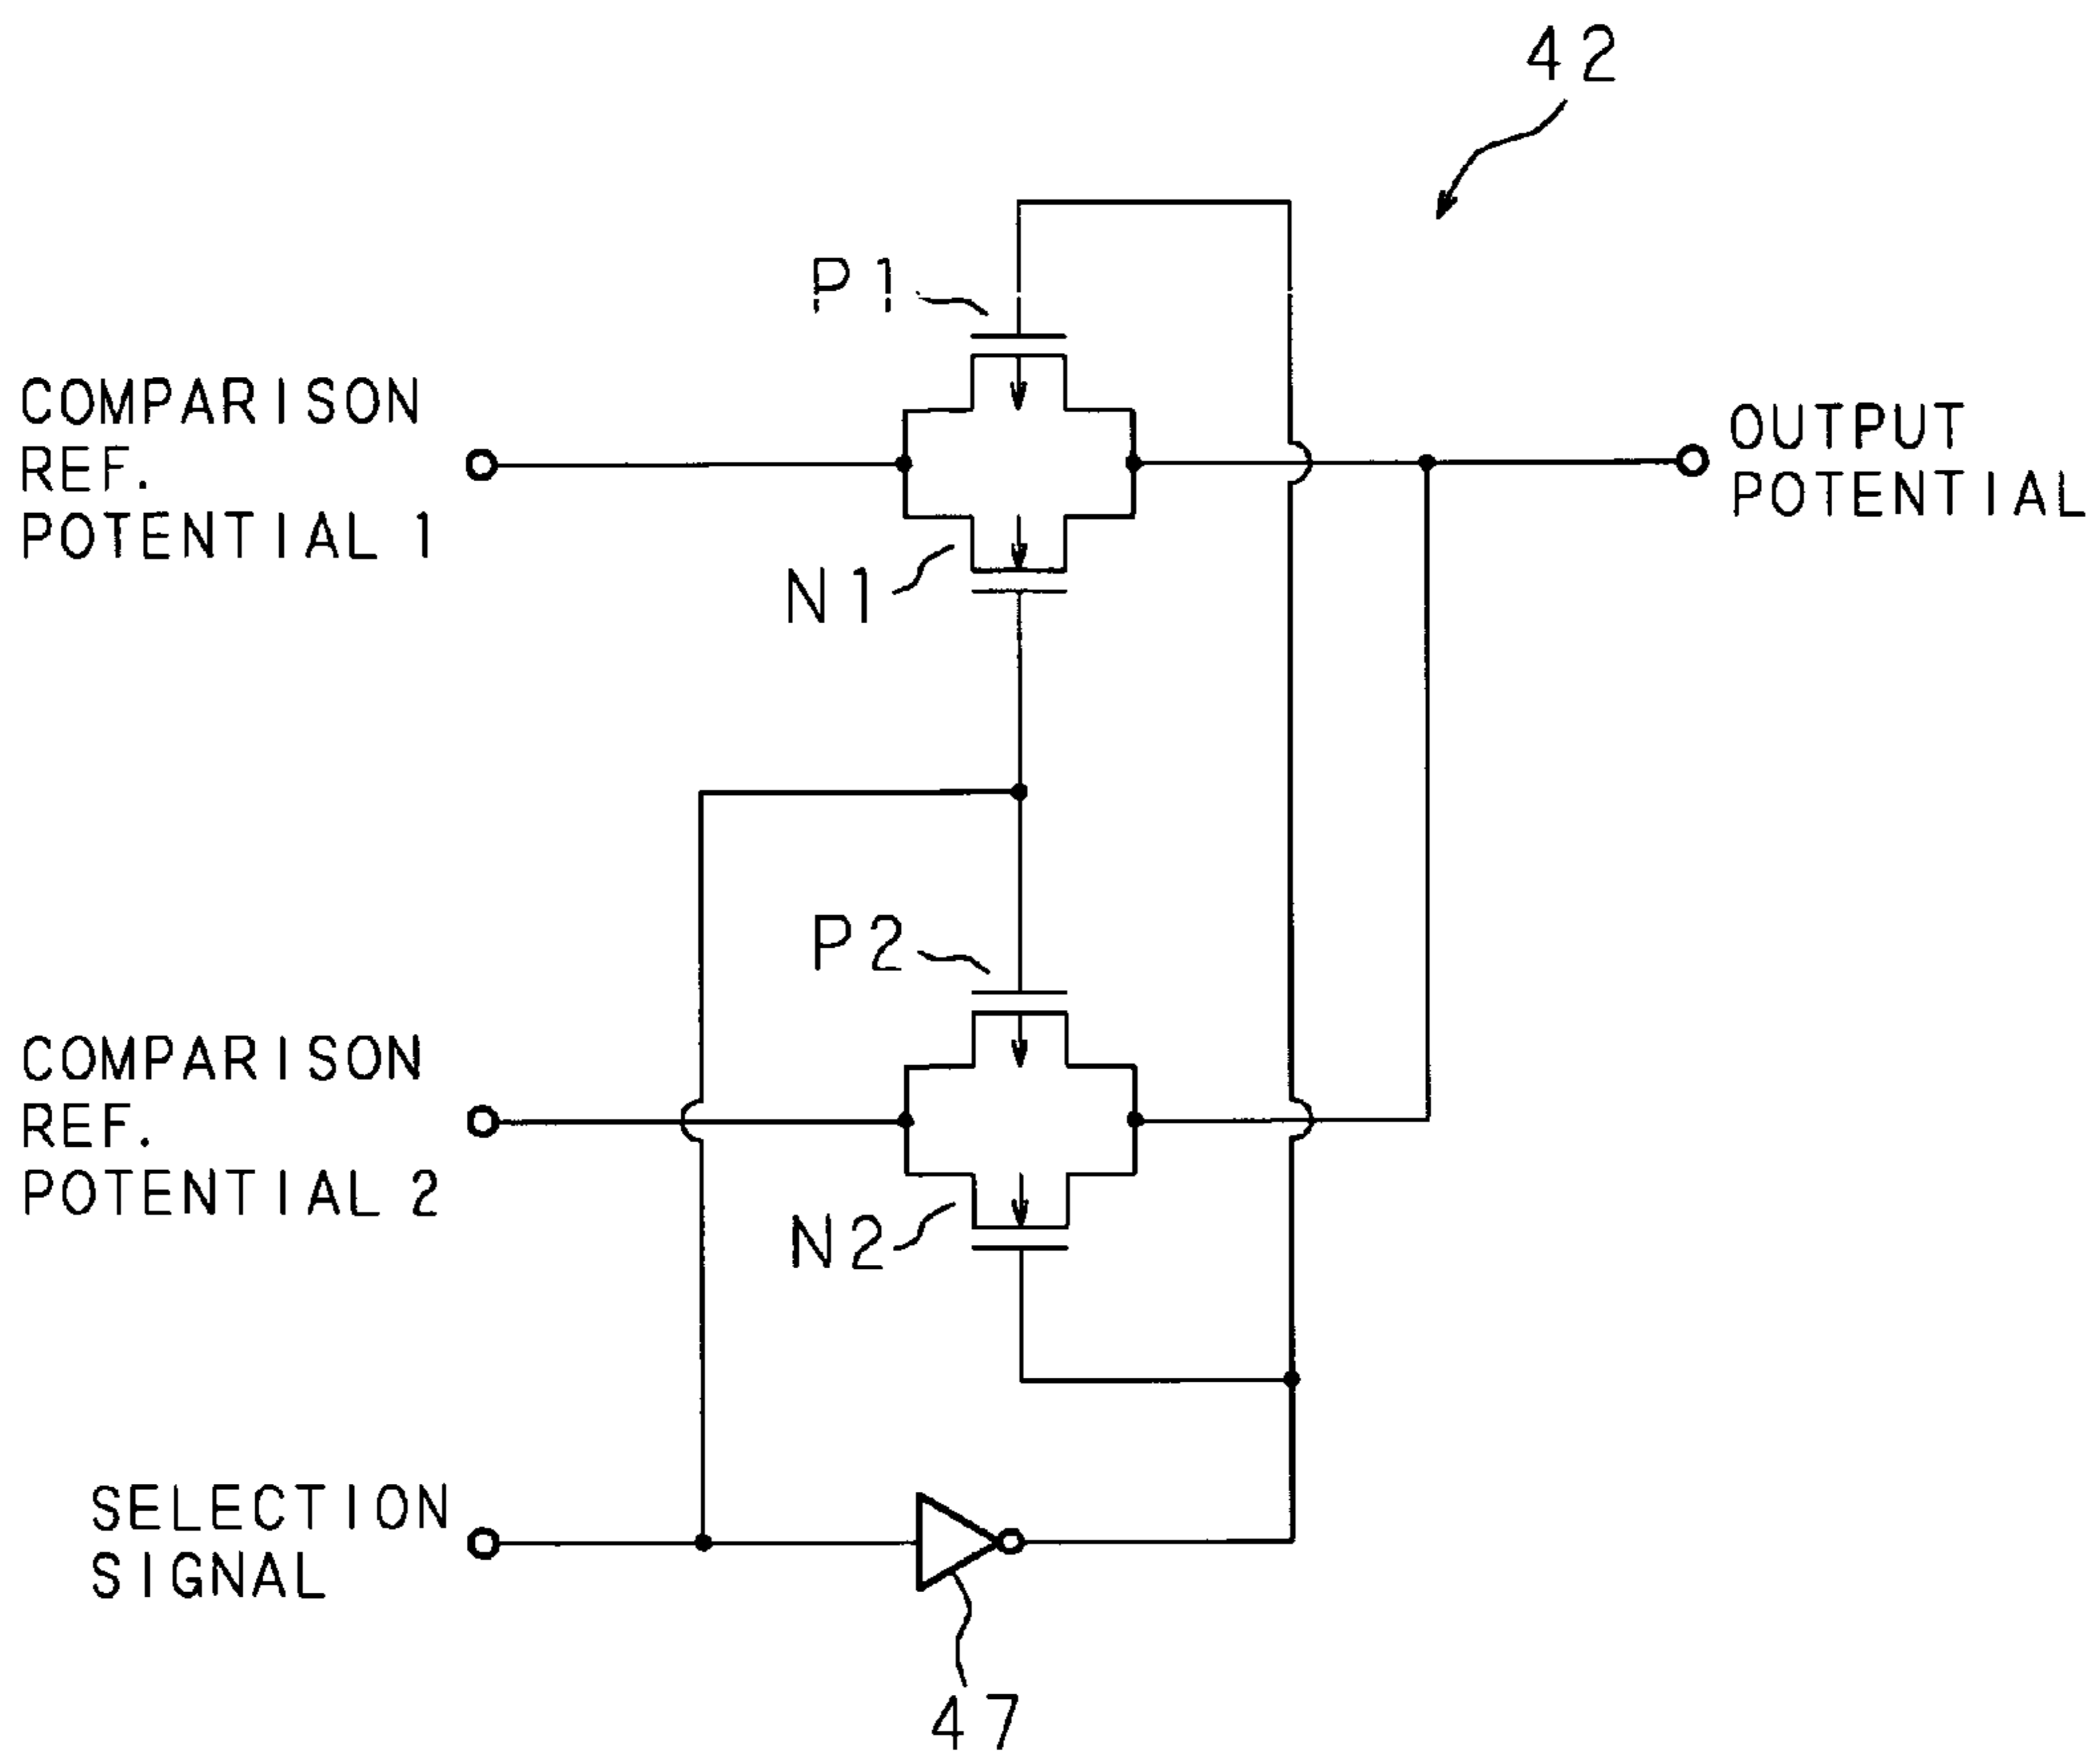 42
P1
COMPARISON
REF.
POTENTIAL 1
OUTPUT
POTENTIAL
N1
P2
COMPARISON
REF.
POTENTIAL 2
N2
SELECTION
SIGNAL
47